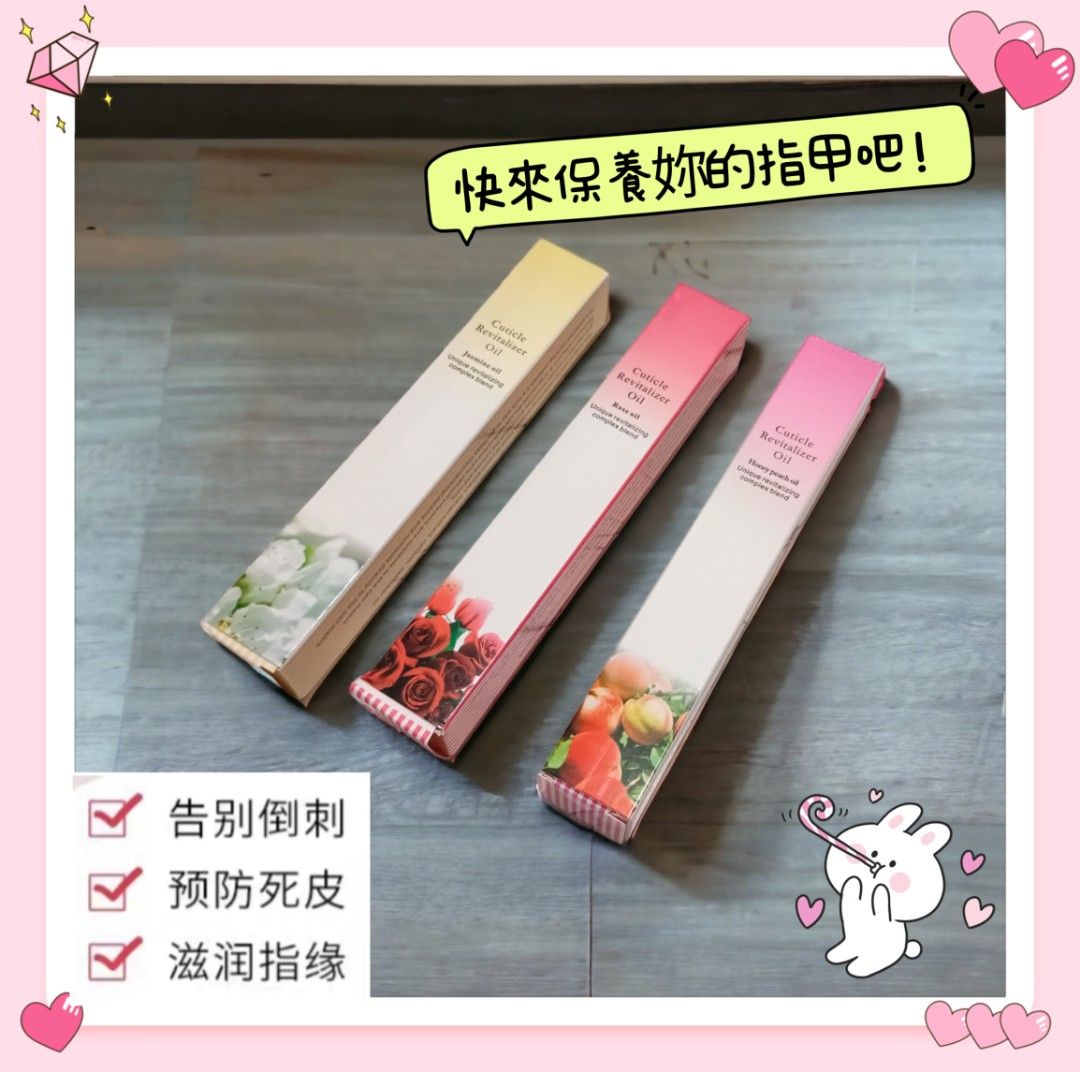 快來保養妳的指甲吧!
Cuticle
Revitalizer
Oil
Jasmine oil
Unique revitalizing
complex blend
Cuticle
Revitalizer
Oil
Rose oil
Unique revitalizing
complex blend
Cuticle
Revitalizer
Oil
Honey peach oil
Unique revitalizing
complex blend
告别倒刺
预防死皮
滋润指缘